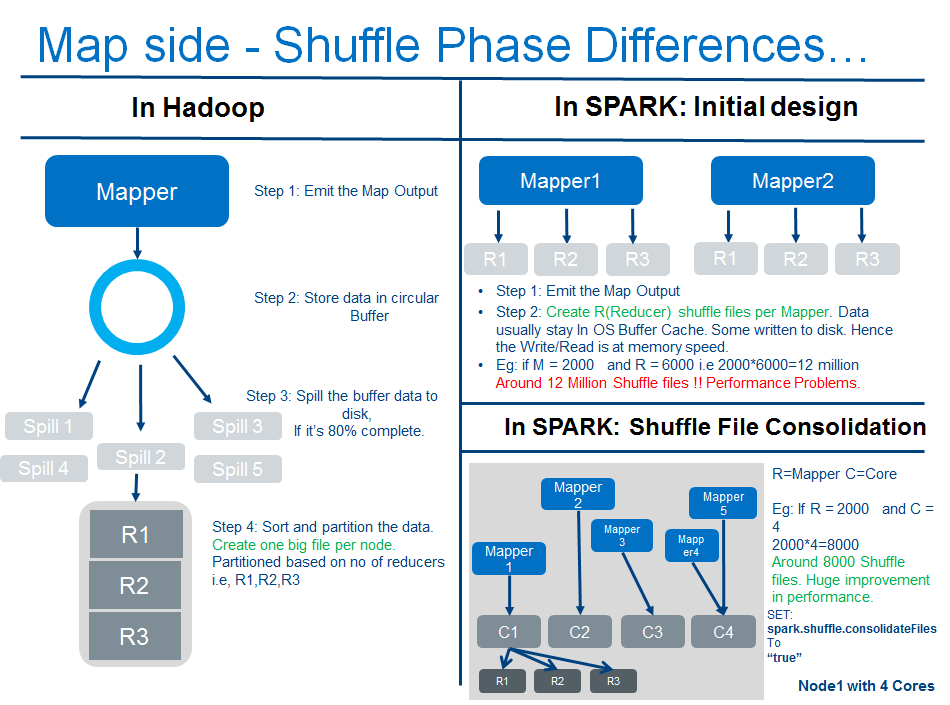 Map side - Shuffle Phase Differences…
In Hadoop
Mapper
Step 1: Emit the Map Output
Step 2: Store data in circular
Buffer
Step 3: Spill the buffer data to
disk,
If it's 80% complete.
Spill 1
Spill 3
Spill 2
Spill 4
Spill 5
R1
R2
R3
Step 4: Sort and partition the data.
Create one big file per node.
Partitioned based on no of reducers
i.e, R1,R2,R3
In SPARK: Initial design
Mapper1
Mapper2
R1
R2
R3
R1
R2
R3
• Step 1: Emit the Map Output
• Step 2: Create R(Reducer) shuffle files per Mapper. Data
usually stay In OS Buffer Cache. Some written to disk. Hence
the Write/Read is at memory speed.
• Eg: if M = 2000 and R = 6000 i.e 2000*6000=12 million
Around 12 Million Shuffle files !! Performance Problems.
In SPARK: Shuffle File Consolidation
Mapper
1
Mapper
2
Mapper
3
Mapp
er4
Mapper
5
C1
C2
C3
C4
R1
R2
R3
R=Mapper C=Core
Eg: If R = 2000 and C =
4
2000*4=8000
Around 8000 Shuffle
files. Huge improvement
in performance.
SET:
spark.shuffle.consolidateFiles
To
“true”
Node1 with 4 Cores